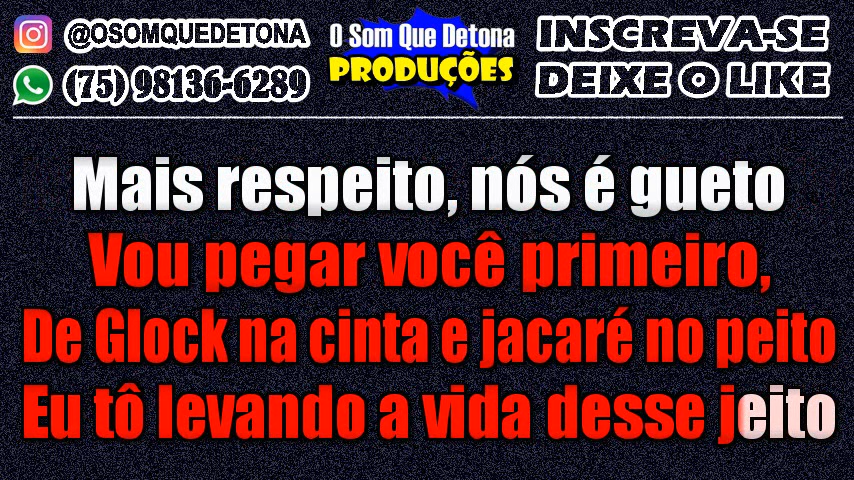 @OSOMQUEDETONA
(75) 98136-6289
O Som Que Detona
PRODUÇÕES
INSCREVA-SE
DEIXE O LIKE
Mais respeito, nós é gueto
Vou pegar você primeiro,
De Glock na cinta e jacaré no peito
Eu tô levando a vida desse jeito